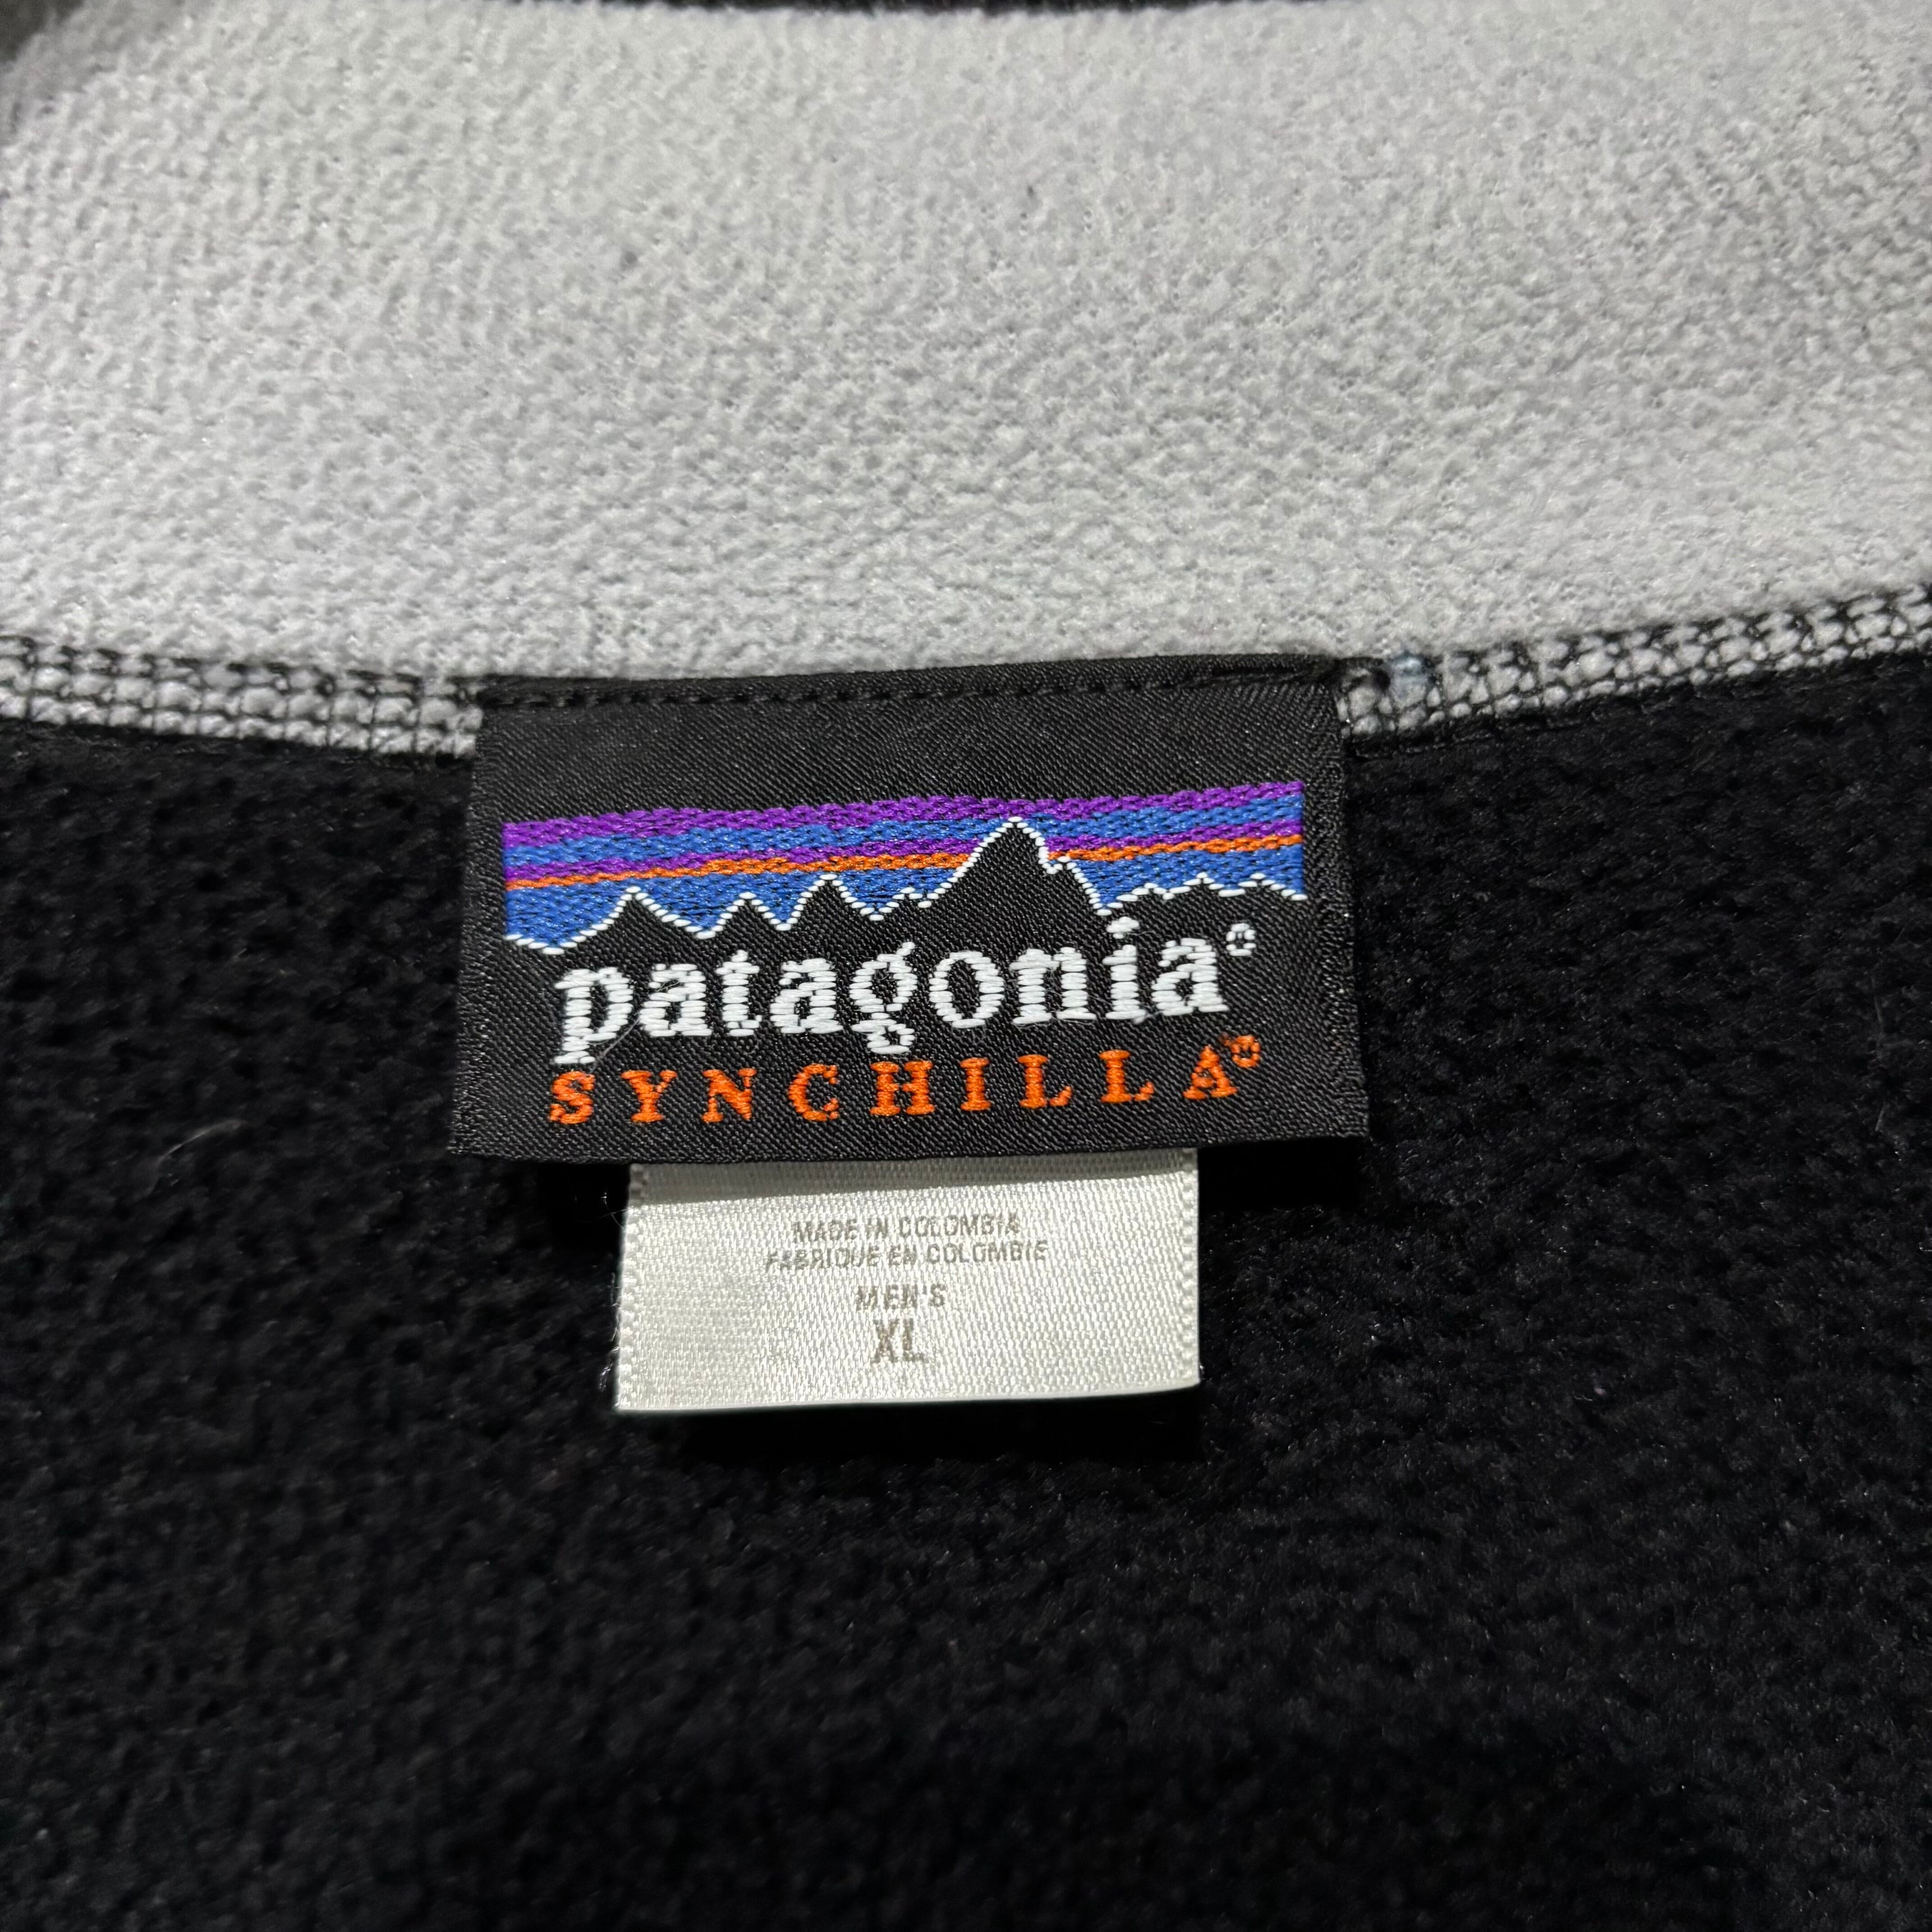 patagonia®
SYNCHILLA®
MADE IN COLOMBIA
FABRIQUE EN COLOMBIE
MEN'S
XL